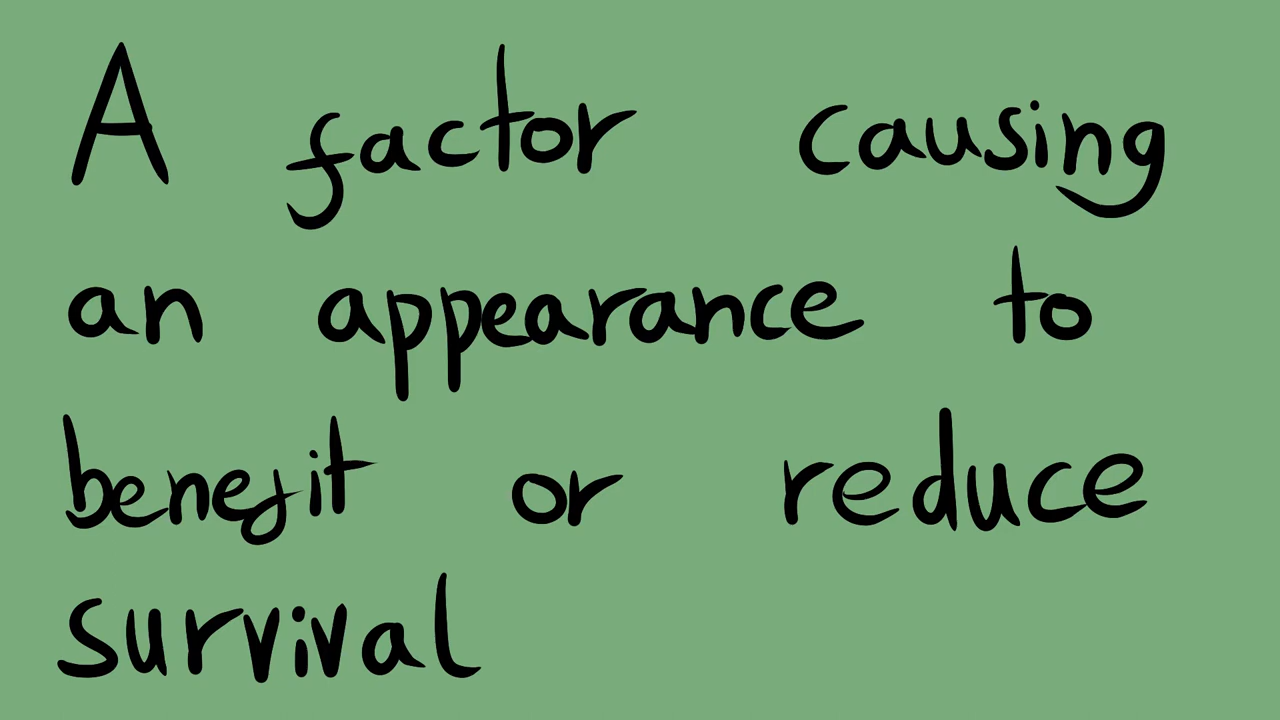 A factor causing
an appearance to
benefit or reduce
survival